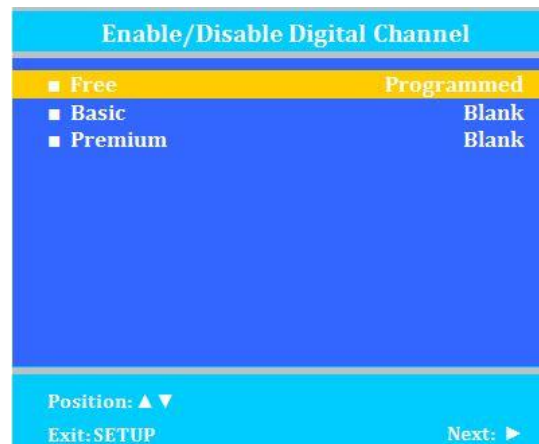 Enable/Disable Digital Channel
■ Free Programmed
■ Basic Blank
■ Premium Blank
Position: ▲ ▼
Exit: SETUP Next: ►